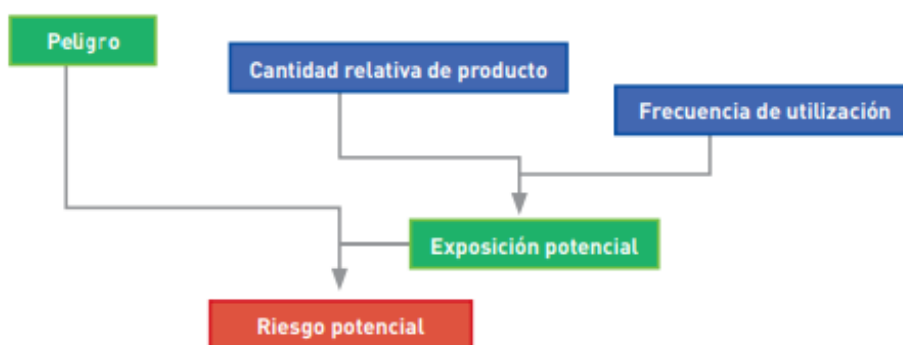 Peligro
Cantidad relativa de producto
Frecuencia de utilización
Exposición potencial
Riesgo potencial